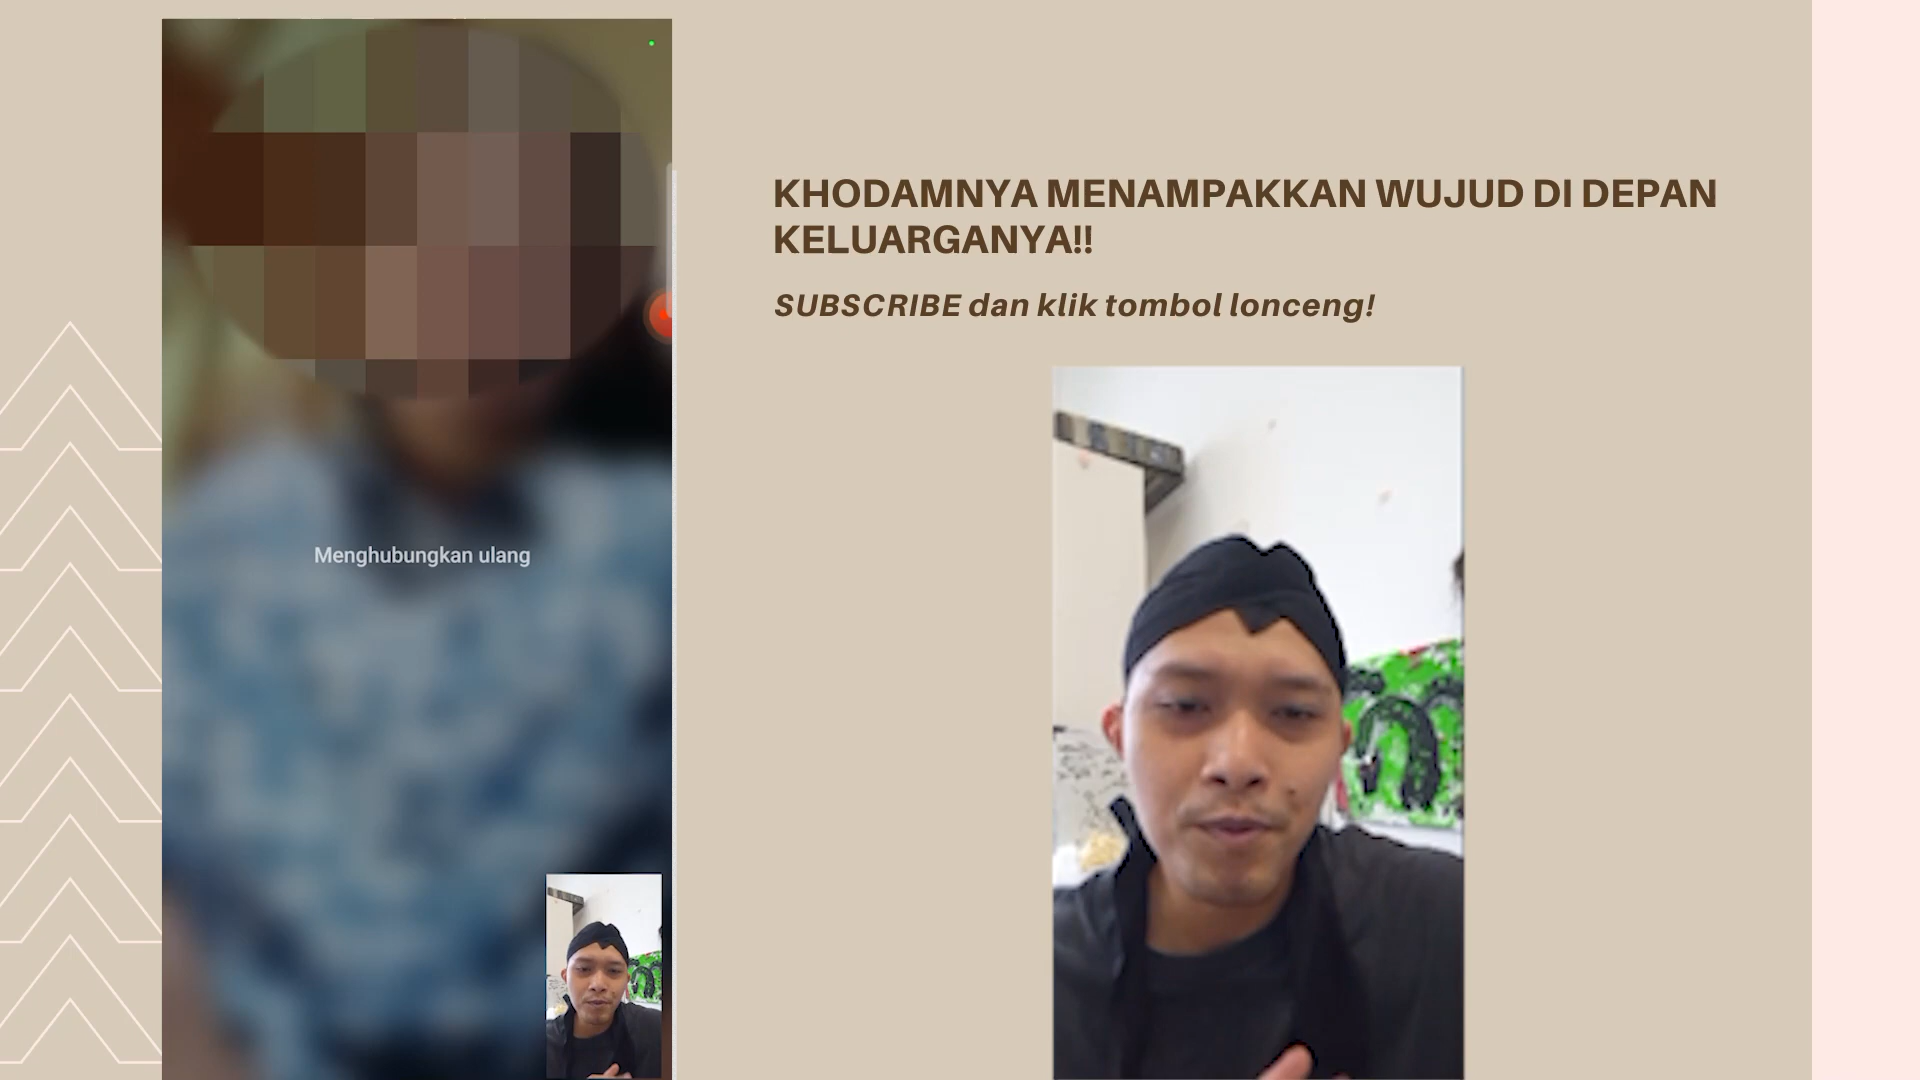 KHODAMNYA MENAMPAKKAN WUJUD DI DEPAN
KELUARGANYA!!
SUBSCRIBE dan klik tombol lonceng!
Menghubungkan ulang